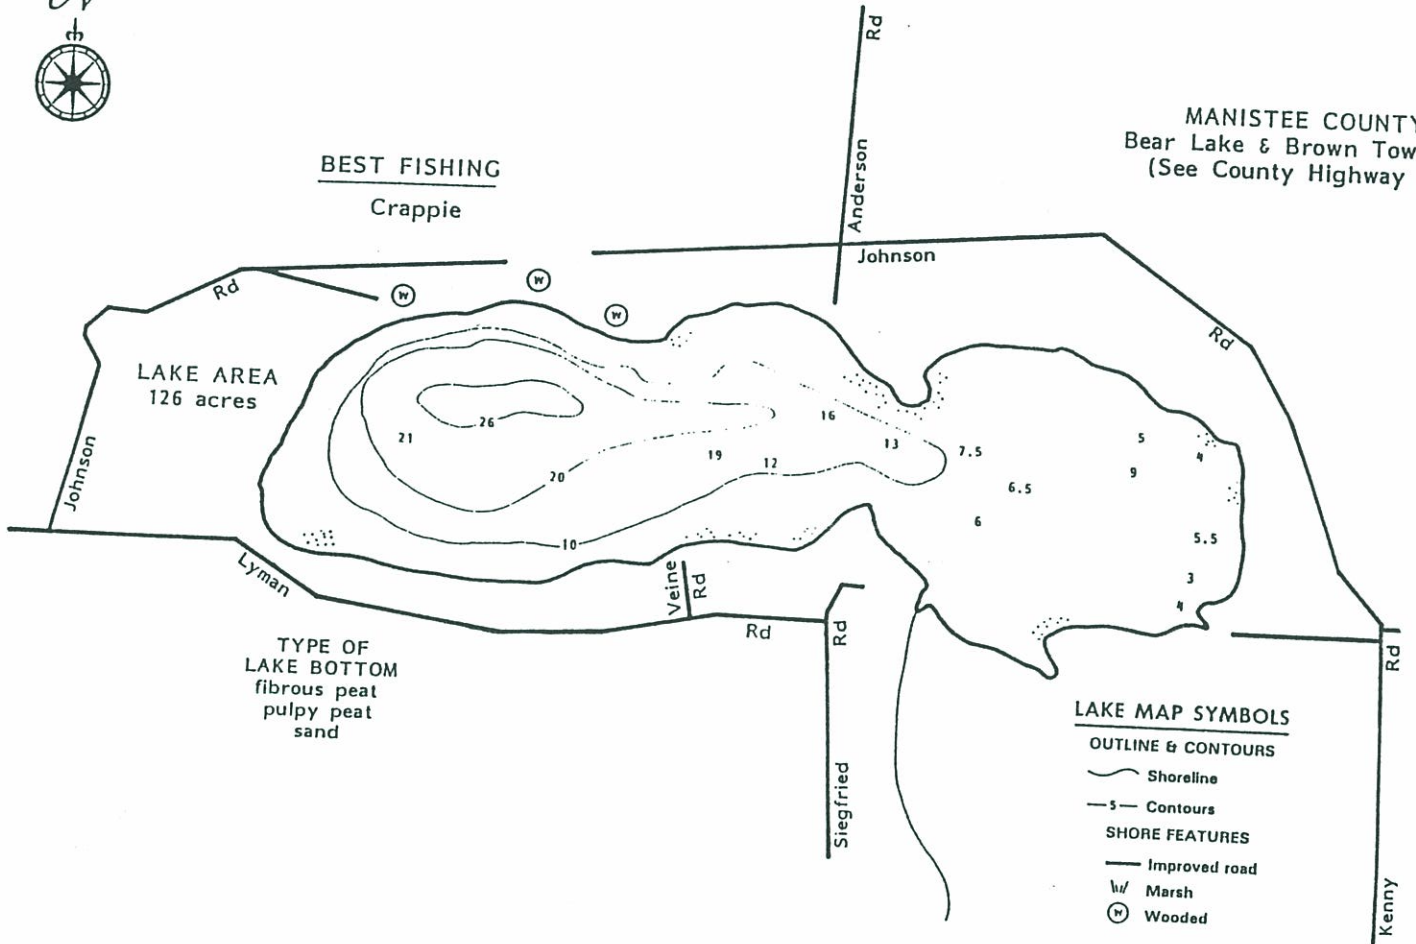 N
BEST FISHING
Crappie
MANISTEE COUNTY
Bear Lake & Brown Tow
(See County Highway
Anderson Rd
Johnson
Rd
Rd
Johnson
LAKE AREA
126 acres
W
W
W
26
21
20
19
12
16
13
10
7.5
6.5
6
5
9
4
5.5
3
4
Lyman
Rd
Veine
Rd
Siegfried
Rd
Kenny
Rd
TYPE OF
LAKE BOTTOM
fibrous peat
pulpy peat
sand
LAKE MAP SYMBOLS
OUTLINE & CONTOURS
Shoreline
5 Contours
SHORE FEATURES
Improved road
Marsh
W Wooded